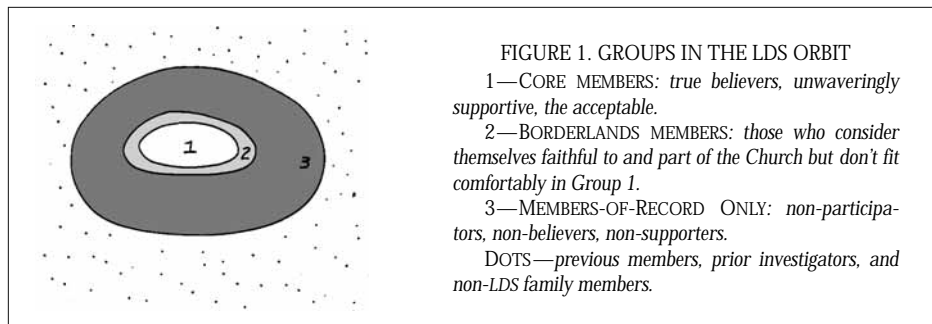 1
2
3
FIGURE 1. GROUPS IN THE LDS ORBIT
1—CORE MEMBERS: true believers, unwaveringly
supportive, the acceptable.
2—BORDERLANDS MEMBERS: those who consider
themselves faithful to and part of the Church but don't fit
comfortably in Group 1.
3—MEMBERS-OF-RECORD ONLY: non-participa-
tors, non-believers, non-supporters.
DOTS—previous members, prior investigators, and
non-LDS family members.